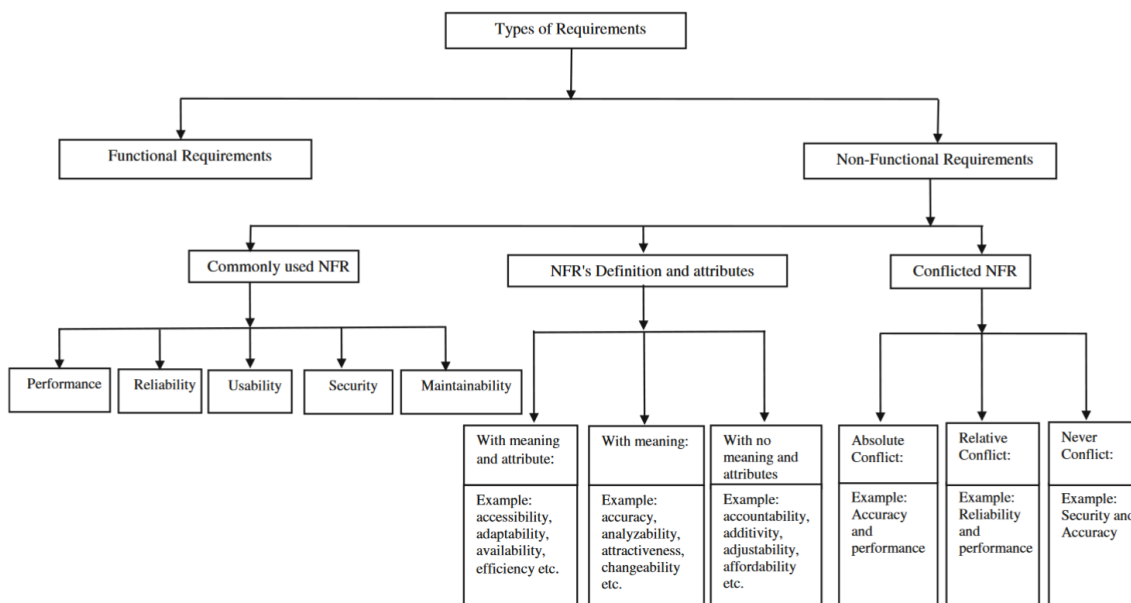 Types of
Requirements
Functional Requirements
Non-Functional Requirements
Commonly used NFR
NFR's Definition and attributes
Conflicted NFR
Performance
Reliability
Usability
Security
Maintainability
With meaning
and attribute:
Example:
accessibility,
adaptability,
availability,
efficiency etc.
With meaning:
Example:
accuracy,
analyzability,
attractiveness,
changeability
etc.
With no
meaning and
attributes
Example:
accountability,
additivity,
adjustability,
affordability
etc.
Absolute
Conflict:
Example:
Accuracy
and
performance
Relative
Conflict:
Example:
Reliability
and
performance
Never
Conflict:
Example:
Security and
Accuracy